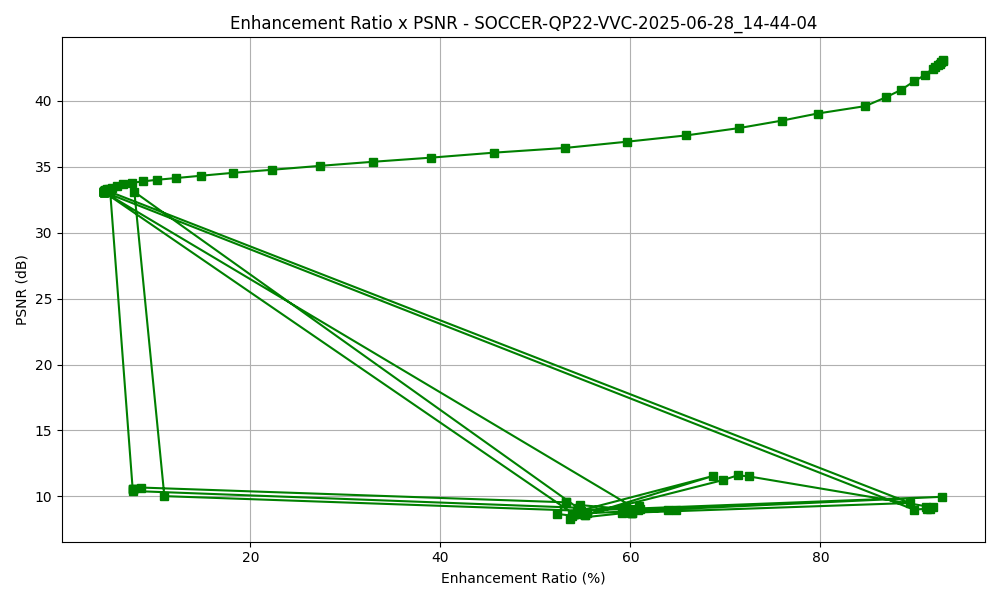 Enhancement Ratio x PSNR - SOCCER-QP22-VVC-2025-06-28_14-44-04
PSNR (dB)
40
35
30
25
20
15
10
20 40 60 80
Enhancement Ratio (%)